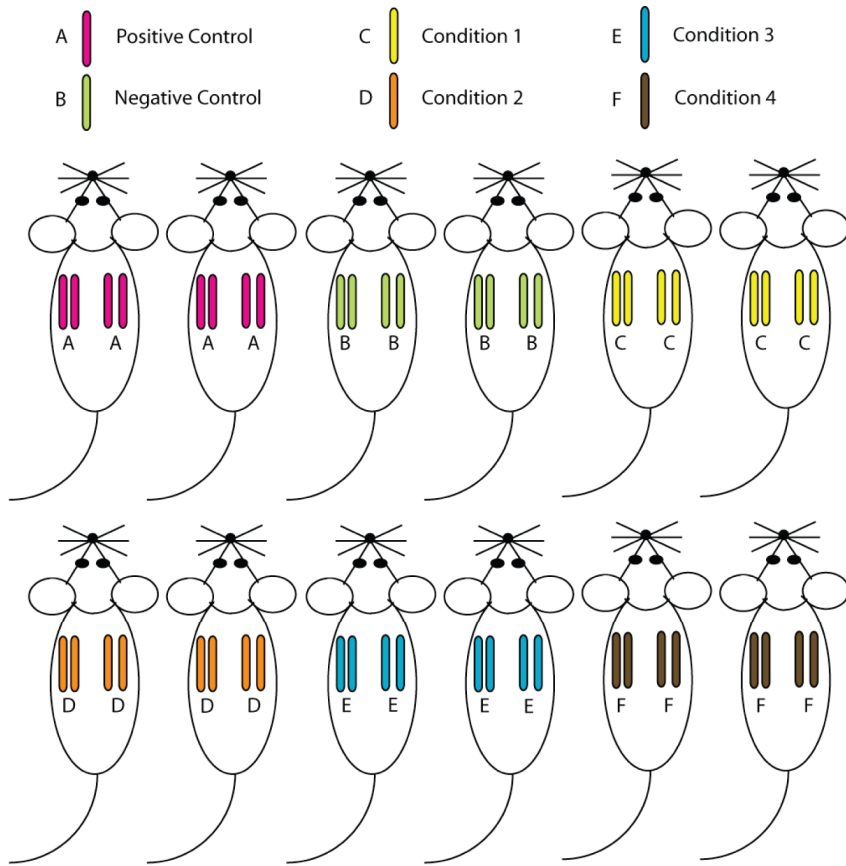 A Positive Control C Condition 1 E Condition 3
B Negative Control D Condition 2 F Condition 4
A A A A B B B B C C C C
D D D D E E E E F F F F